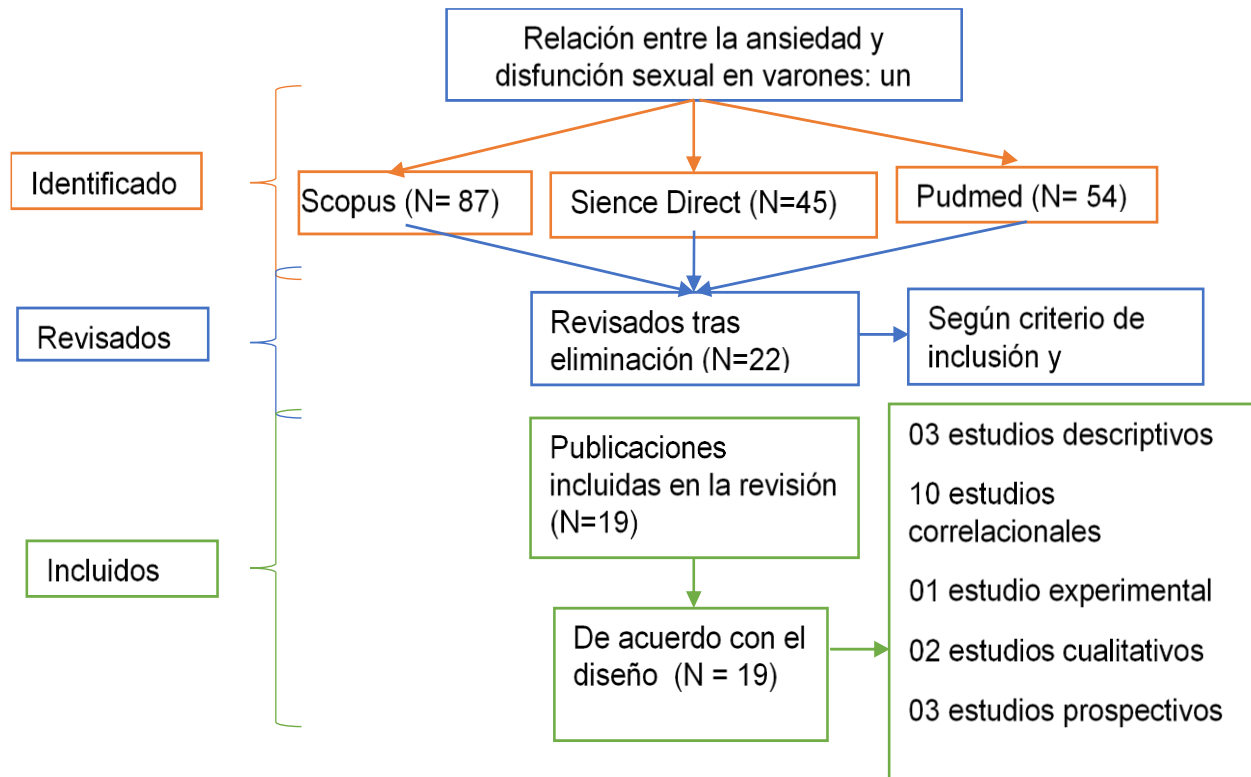 Relación entre la ansiedad y
disfunción sexual en varones: un
Identificado
Scopus (N= 87)
Sience Direct (N=45)
Pudmed (N= 54)
Revisados
Revisados tras
eliminación (N=22)
Según criterio de
inclusión y
Incluidos
Publicaciones
incluidas en la revisión
(N=19)
De acuerdo con el
diseño (N = 19)
03 estudios descriptivos
10 estudios
correlacionales
01 estudio experimental
02 estudios cualitativos
03 estudios prospectivos